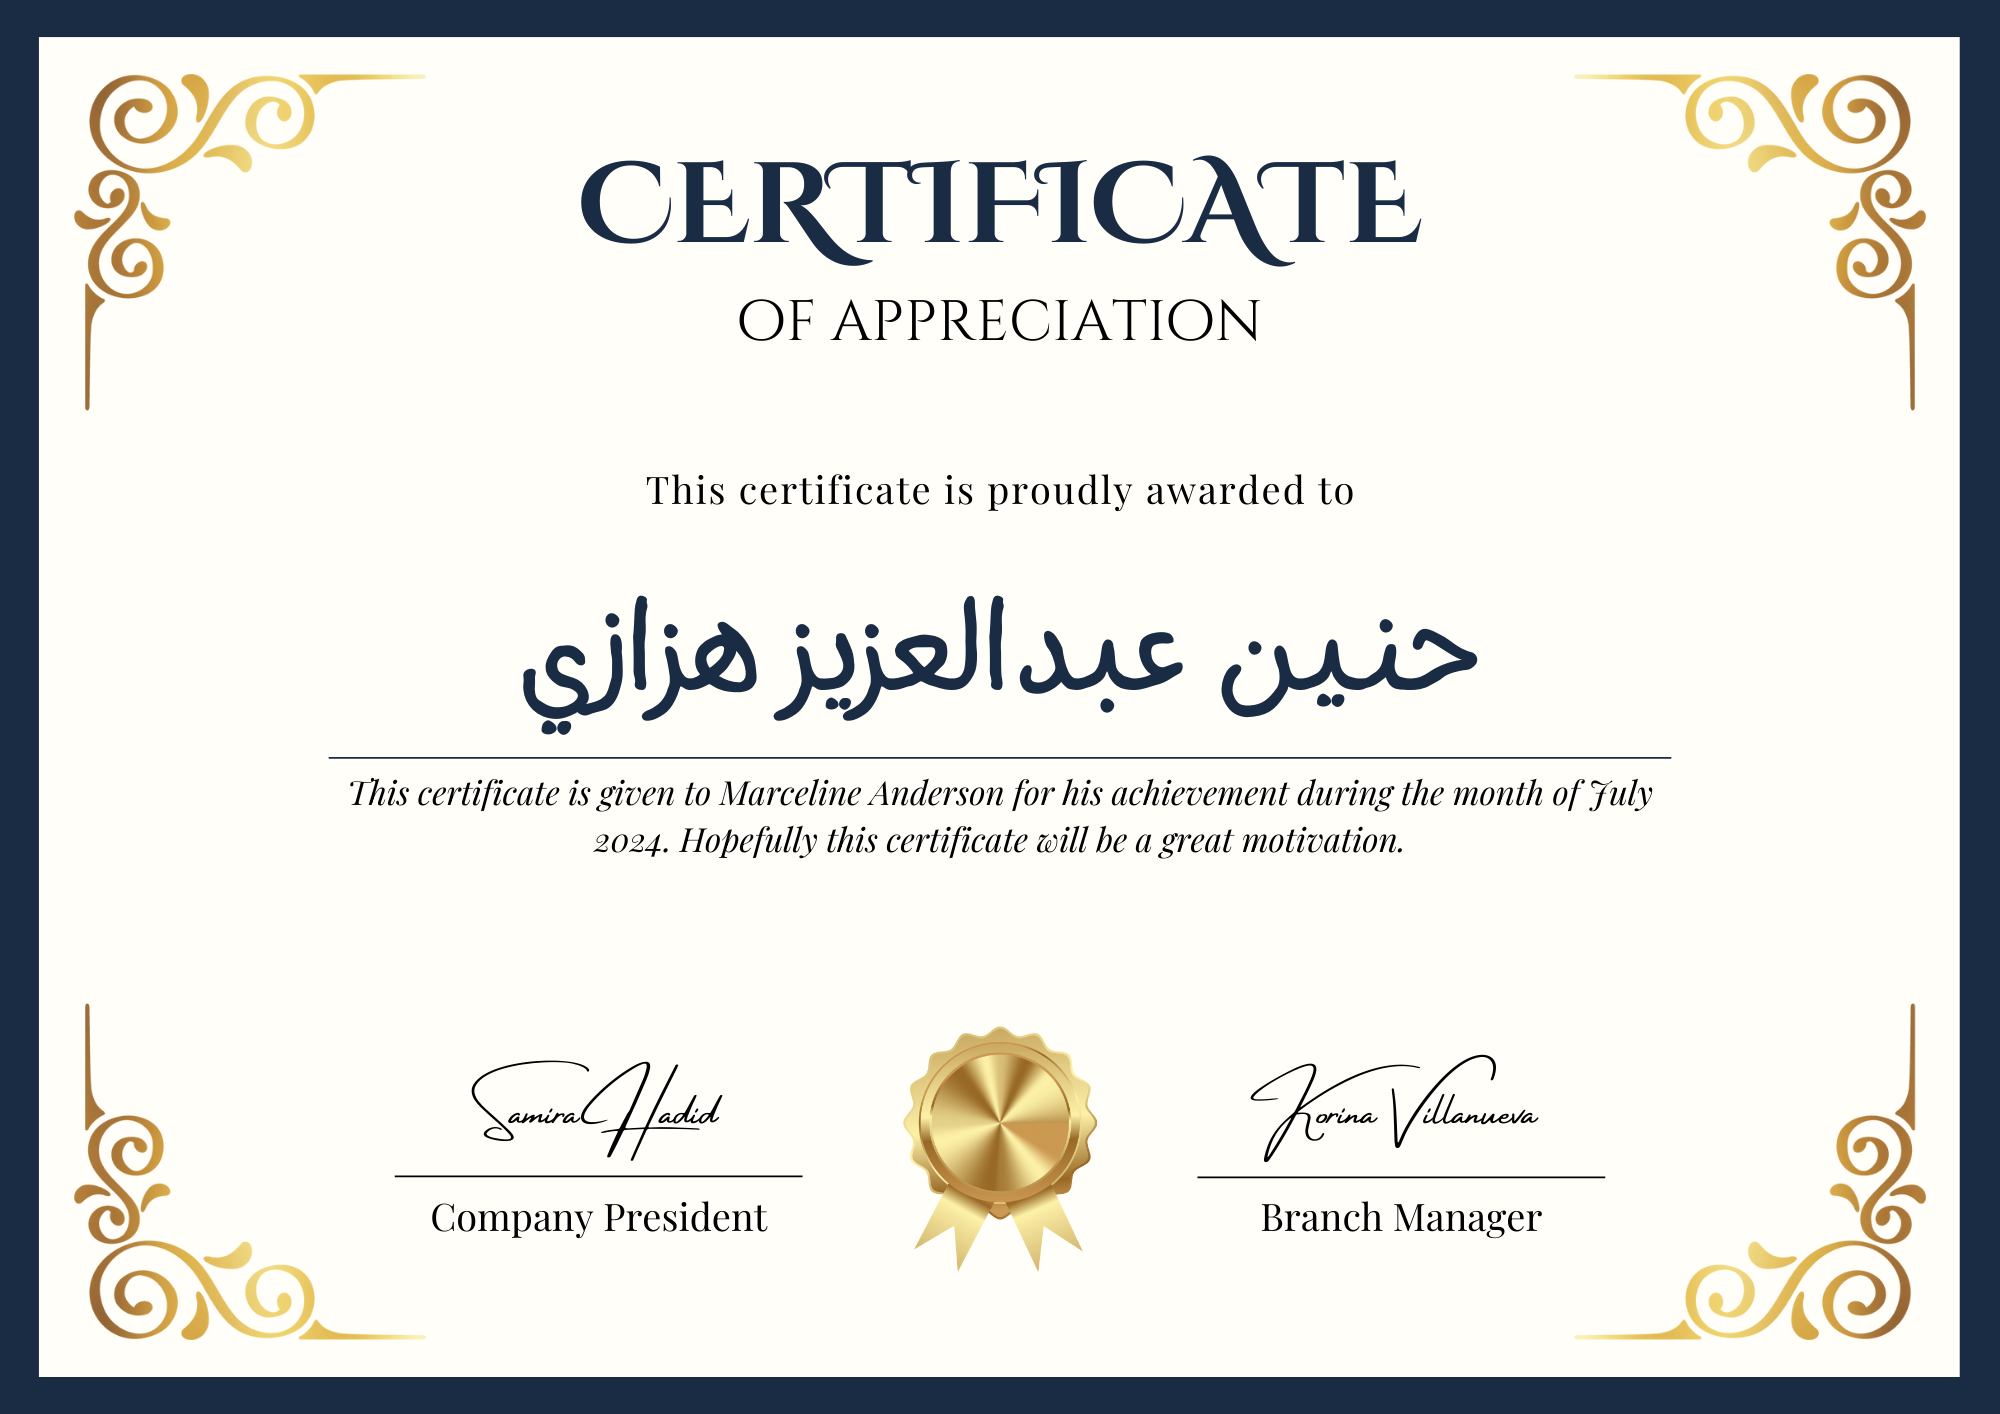 CERTIFICATE
OF APPRECIATION
This certificate is proudly awarded to
حنين عبدالعزيز هزازي
This certificate is given to Marceline Anderson for his achievement during the month of July
2024. Hopefully this certificate will be a great motivation.
Samira Hadid
Korina Villanueva
Company President
Branch Manager